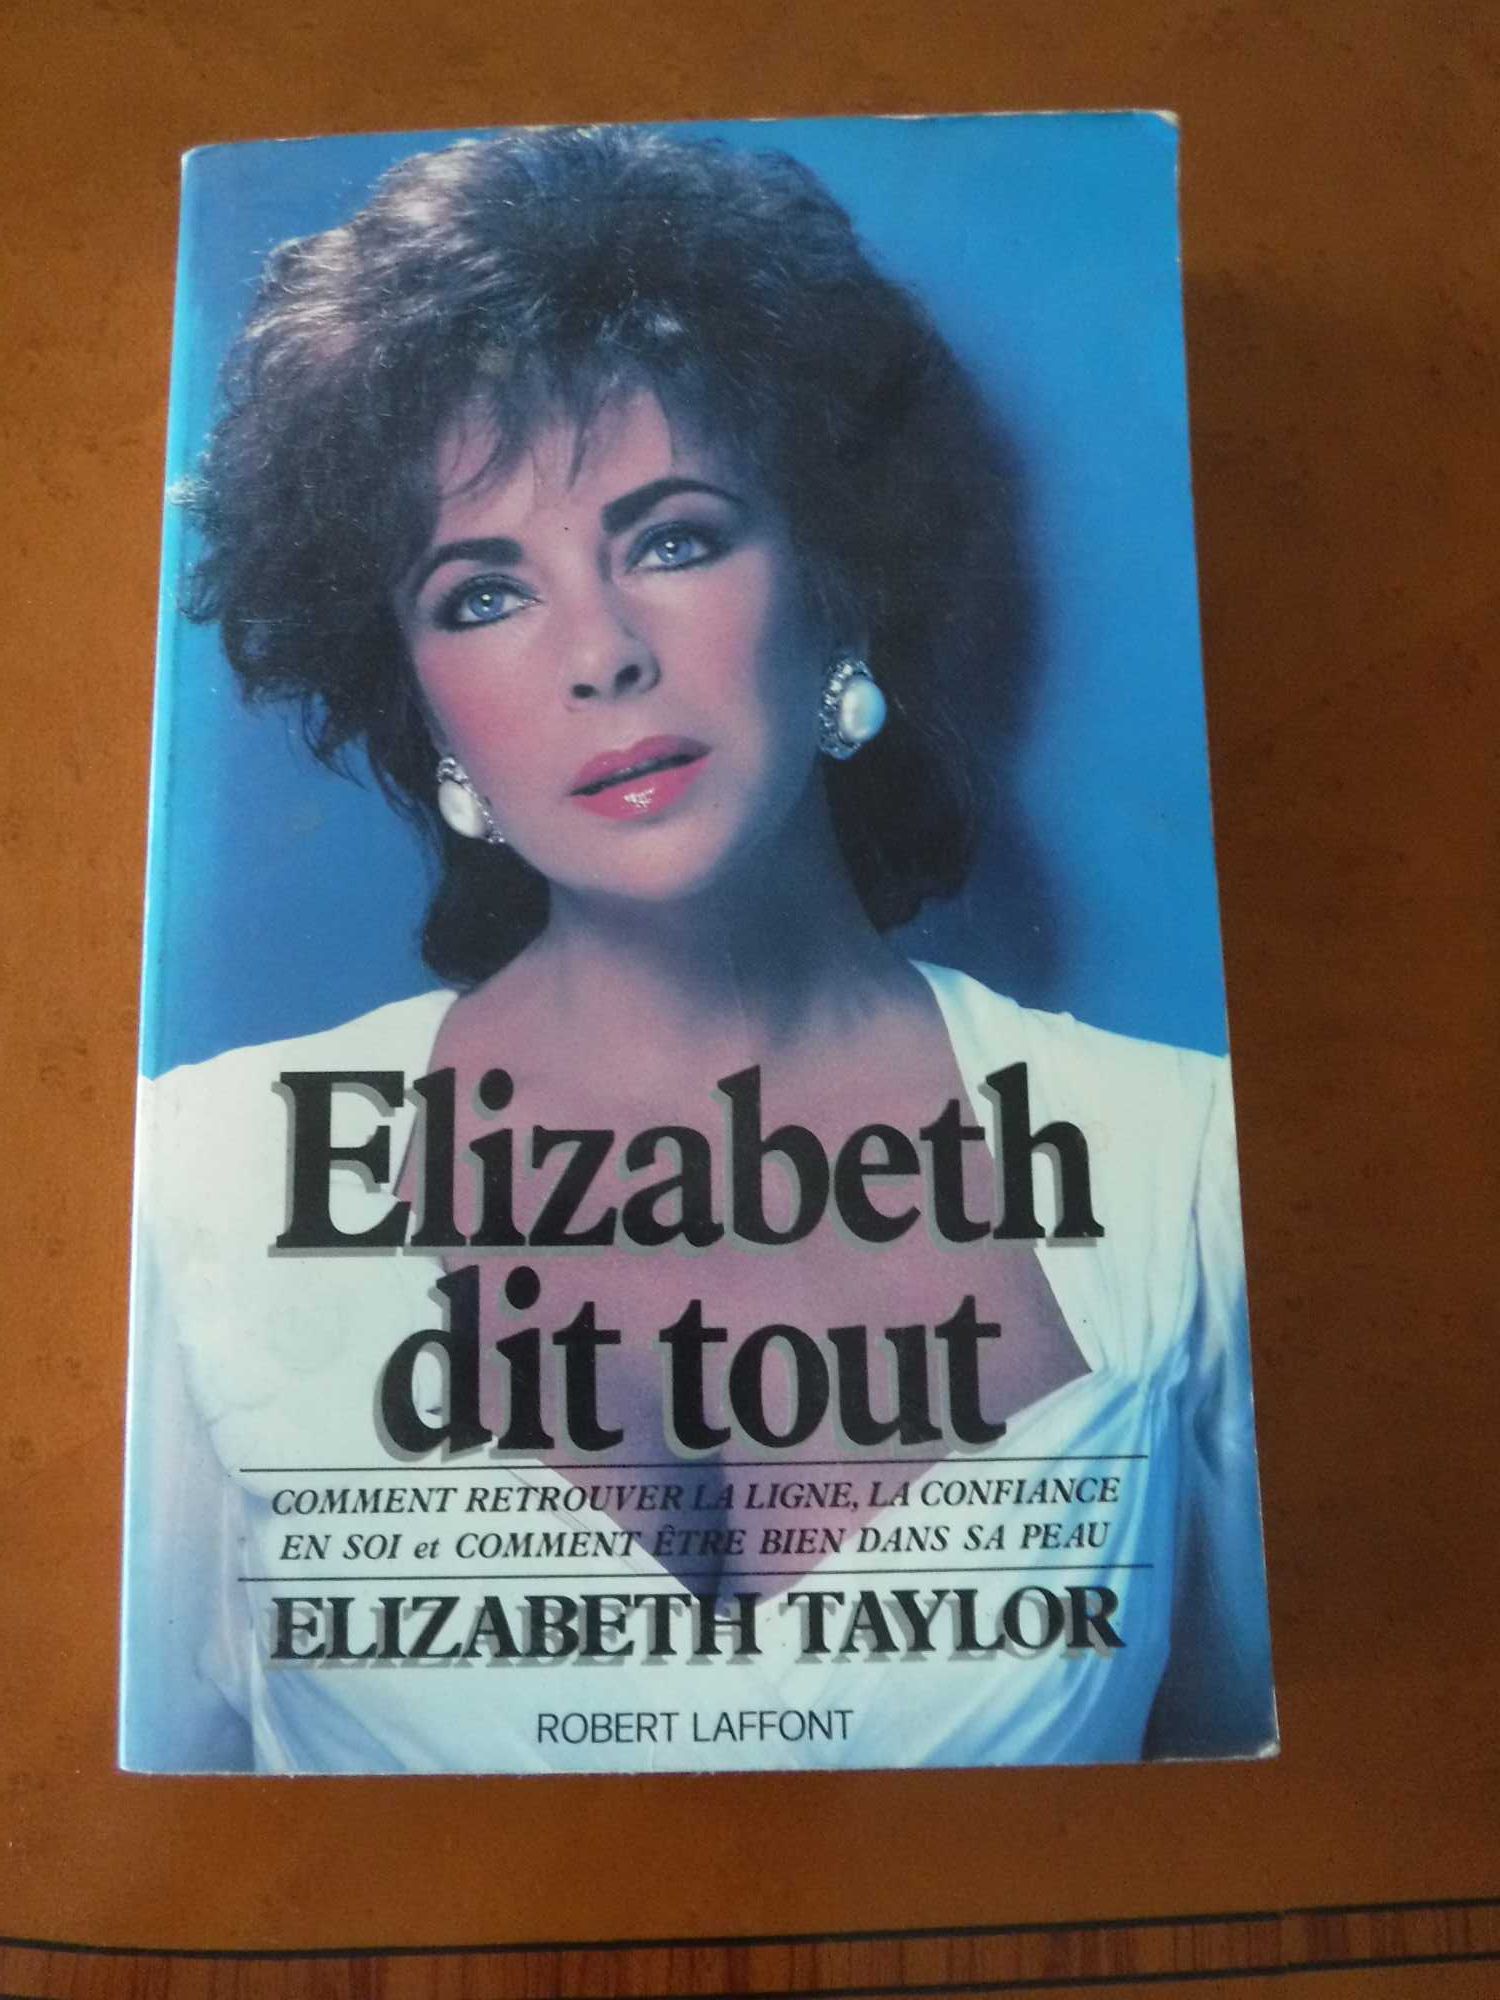 Elizabeth
dit tout
COMMENT RETROUVER LA LIGNE, LA CONFIANCE
EN SOI et COMMENT ÊTRE BIEN DANS SA PEAU
ELIZABETH TAYLOR
ROBERT LAFFONT